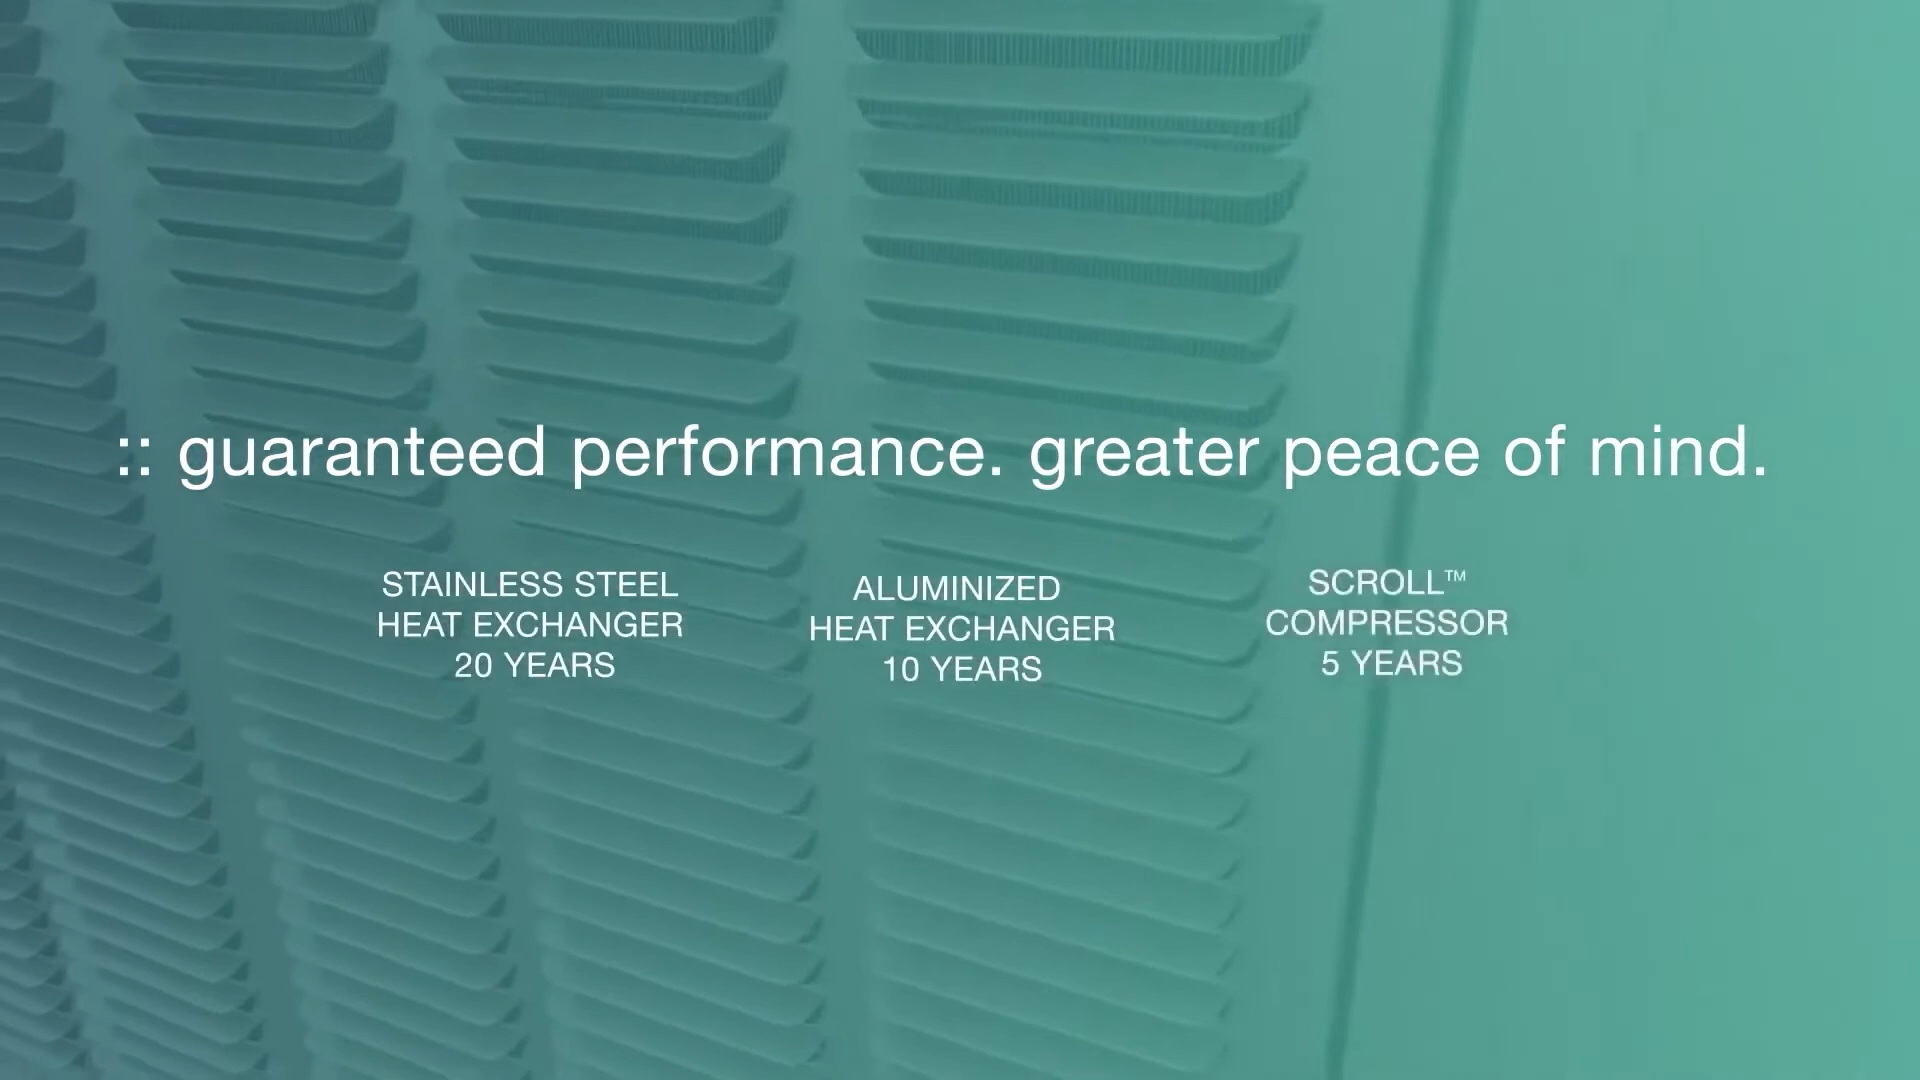 :: guaranteed performance. greater peace of mind.
STAINLESS STEEL
HEAT EXCHANGER
20 YEARS
ALUMINIZED
HEAT EXCHANGER
10 YEARS
SCROLL™
COMPRESSOR
5 YEARS